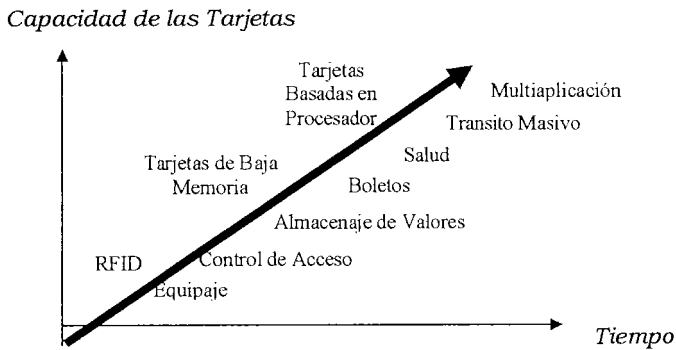 Capacidad de las Tarjetas
Tarjetas
Basadas en
Procesador
Multiaplicación
Transito Masivo
Salud
Tarjetas de Baja
Memoria
Boletos
Almacenaje de Valores
RFID
Control de Acceso
Equipaje
Tiempo